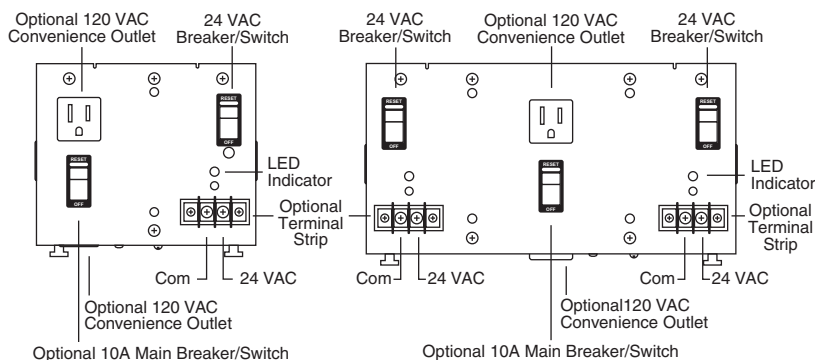 Optional 120 VAC
Convenience Outlet
24 VAC
Breaker/Switch
24 VAC
Breaker/Switch
Optional 120 VAC
Convenience Outlet
24 VAC
Breaker/Switch
RESET
OFF
RESET
OFF
LED
Indicator
Optional
Terminal
Strip
Com
24 VAC
Optional 120 VAC
Convenience Outlet
Optional 10A Main Breaker/Switch
RESET
OFF
RESET
OFF
RESET
OFF
LED
Indicator
Optional
Terminal
Strip
Com
24 VAC
Com
24 VAC
Optional120 VAC
Convenience Outlet
Optional 10A Main Breaker/Switch